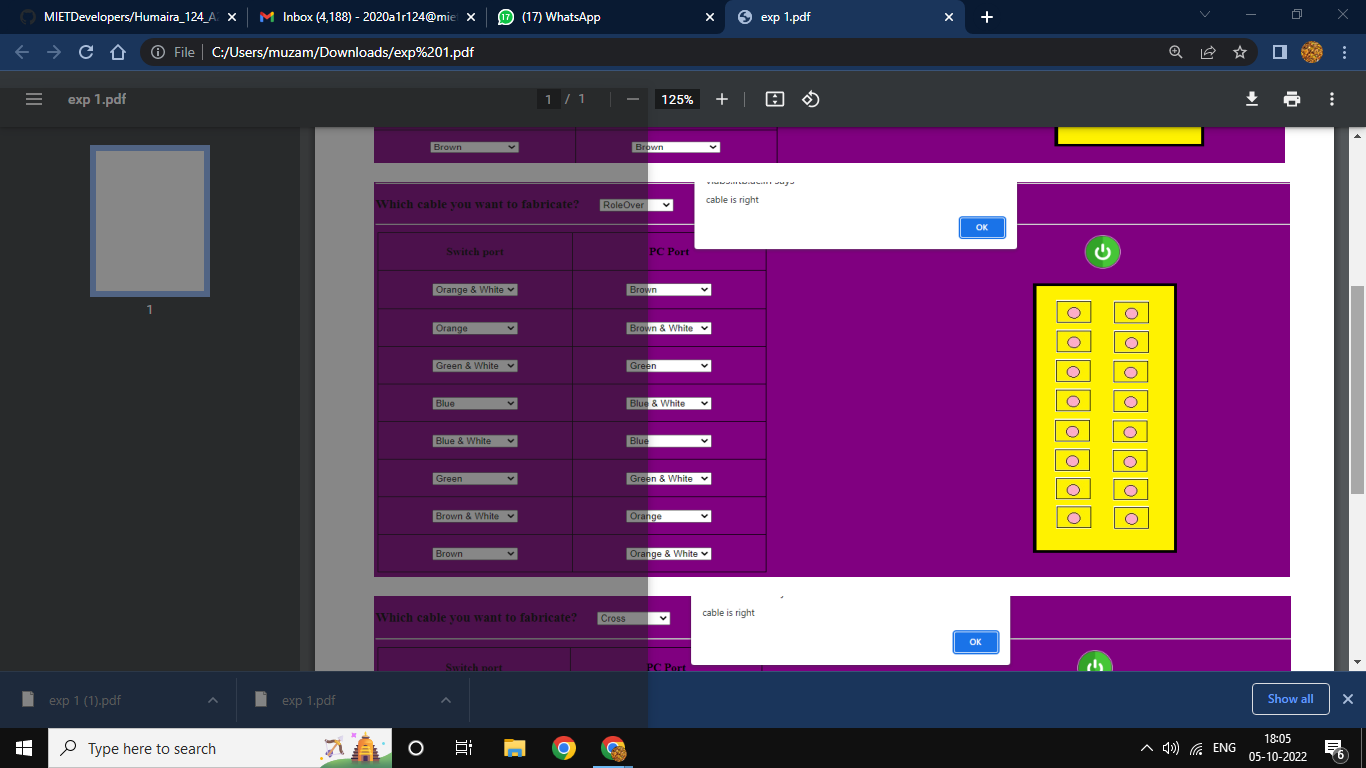 MIETDevelopers/Humaira_124_A
Inbox (4,188) - 2020a1r124@mie
(17) WhatsApp
exp 1.pdf
File C:/Users/muzam/Downloads/exp%201.pdf
exp 1.pdf
1 / 1
125%
Brown Brown
Which cable you want to fabricate? RoleOver
cable is right
OK
Switch port PC Port
Orange & White Brown
Orange Brown & White
Green & White Green
Blue Blue & White
Blue & White Blue
Green Green & White
Brown & White Orange
Brown Orange & White
1
Which cable you want to fabricate? Cross
cable is right
OK
Switch port PC Port
exp 1 (1).pdf
exp 1.pdf
Show all
Type here to search
ENG
18:05
05-10-2022
6